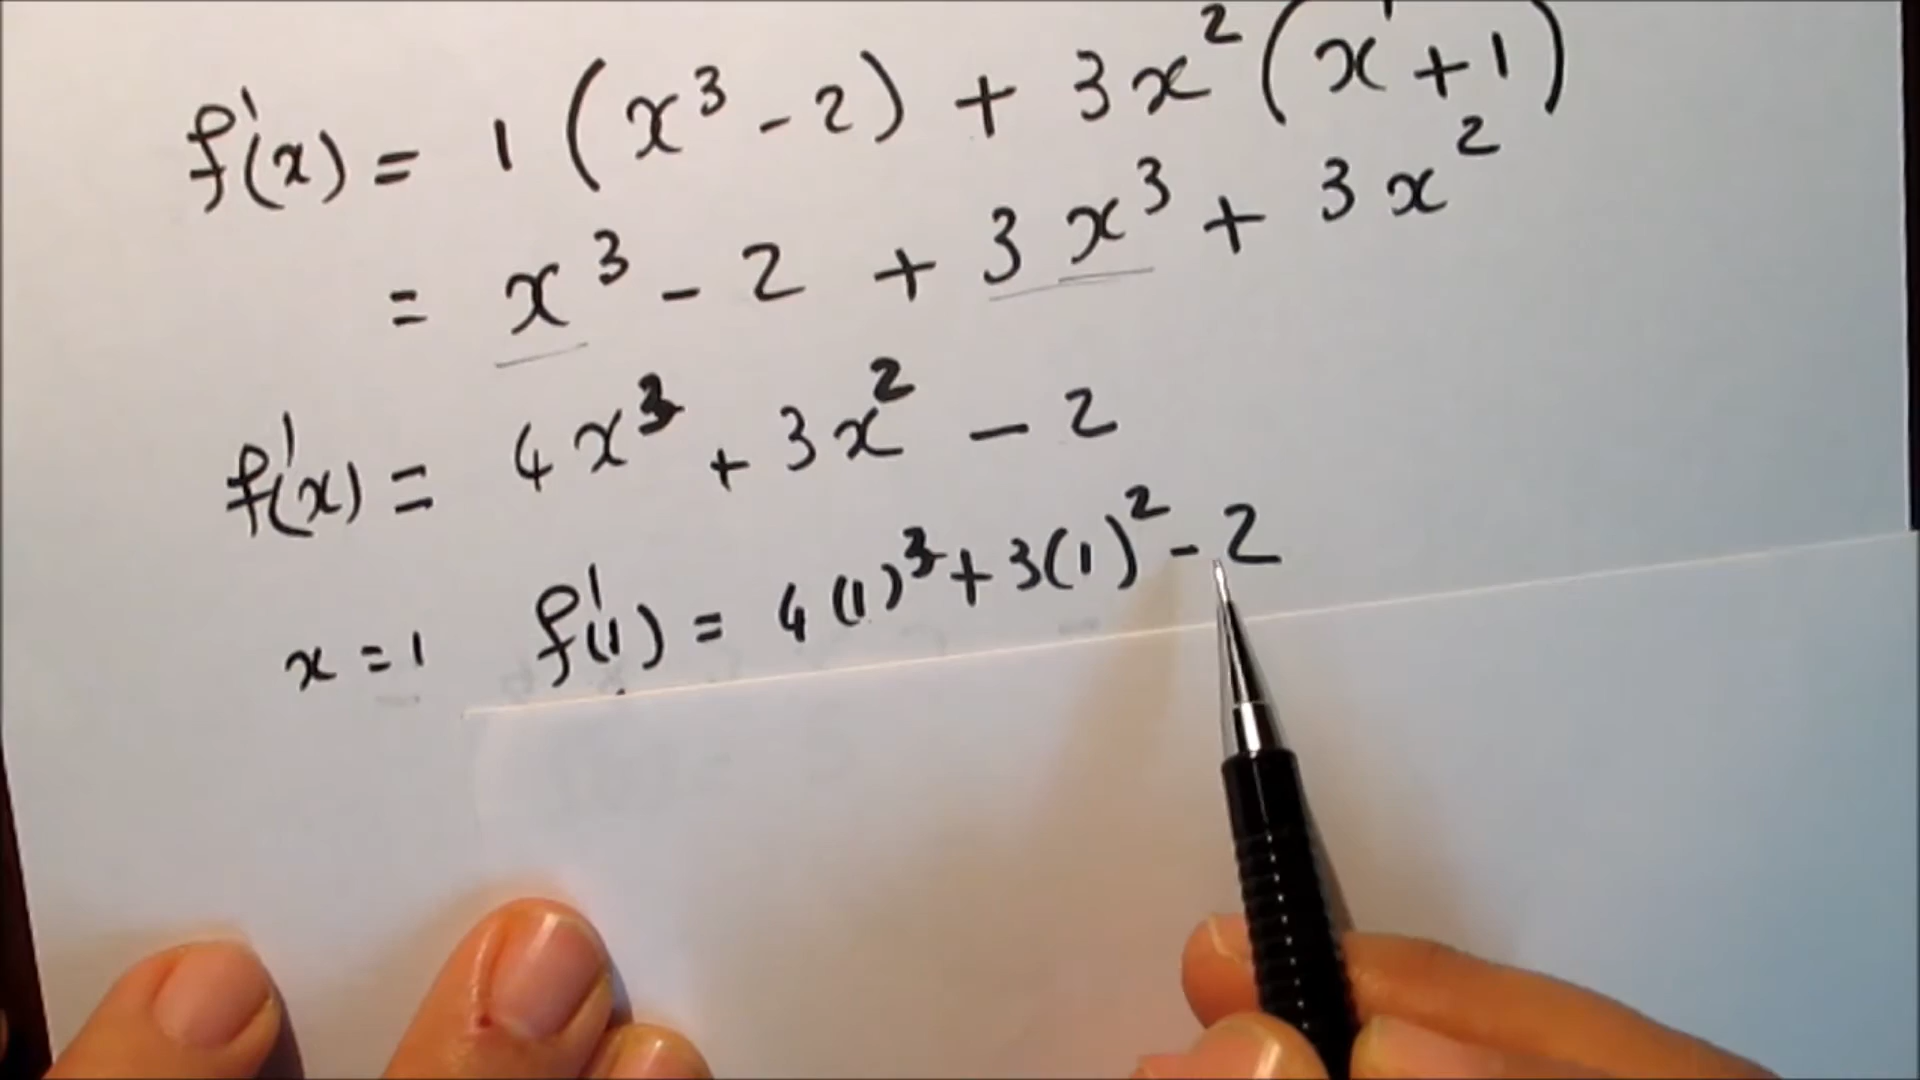 f'(x) = 1 (x³ - 2) + 3x² (x' + 1)
= x³ - 2 + 3x³ + 3x²
f'(x) = 4x³ + 3x² - 2
x = 1 f'(1) = 4(1)³ + 3(1)² - 2